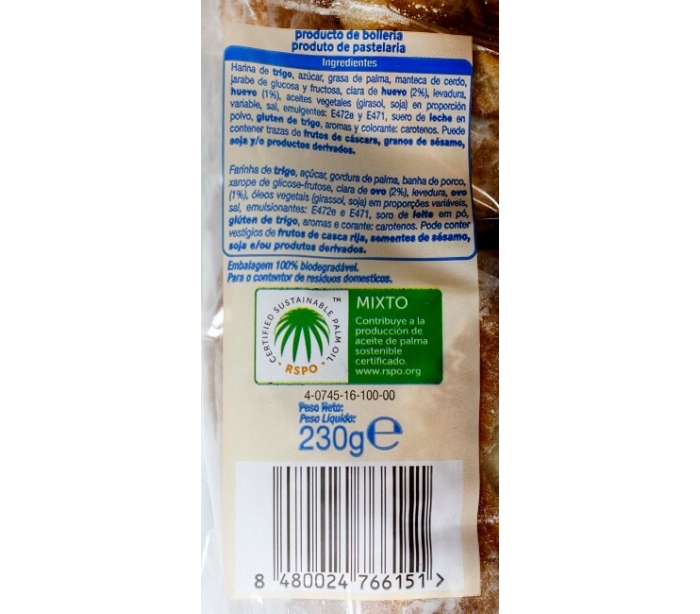 producto de bollería
produto de pastelaria
Ingredientes
Harina de trigo, azúcar, grasa de palma, manteca de cerdo,
jarabe de glucosa y fructosa, clara de huevo (2%), levadura,
huevo (1%), aceites vegetales (girasol, soja) en proporción
variable, sal, emulgentes: E472e y E471, suero de leche en
polvo, gluten de trigo, aromas y colorante: carotenos. Puede
contener trazas de frutos de cáscara, granos de sésamo,
soja y/o productos derivados.
Farinha de trigo, açúcar, gordura de palma, banha de porco,
xarope de glicose-frutose, clara de ovo (2%), levedura, ovo
(1%), óleos vegetais (girassol, soja) em proporções variáveis,
sal, emulsionantes: E472e e E471, soro de leite em pó,
glúten de trigo, aromas e corante: carotenos. Pode conter
vestígios de frutos de casca rija, sementes de sésamo,
soja e/ou produtos derivados.
Embalagem 100% biodegradável.
Para o contentor de resíduos domesticos.
CERTIFIED SUSTAINABLE PALM OIL ™
RSPO
MIXTO
Contribuye a la
producción de
aceite de palma
sostenible
certificado.
www.rspo.org
4-0745-16-100-00
Peso Neto:
Peso Líquido:
230g℮
8 480024 766151 >